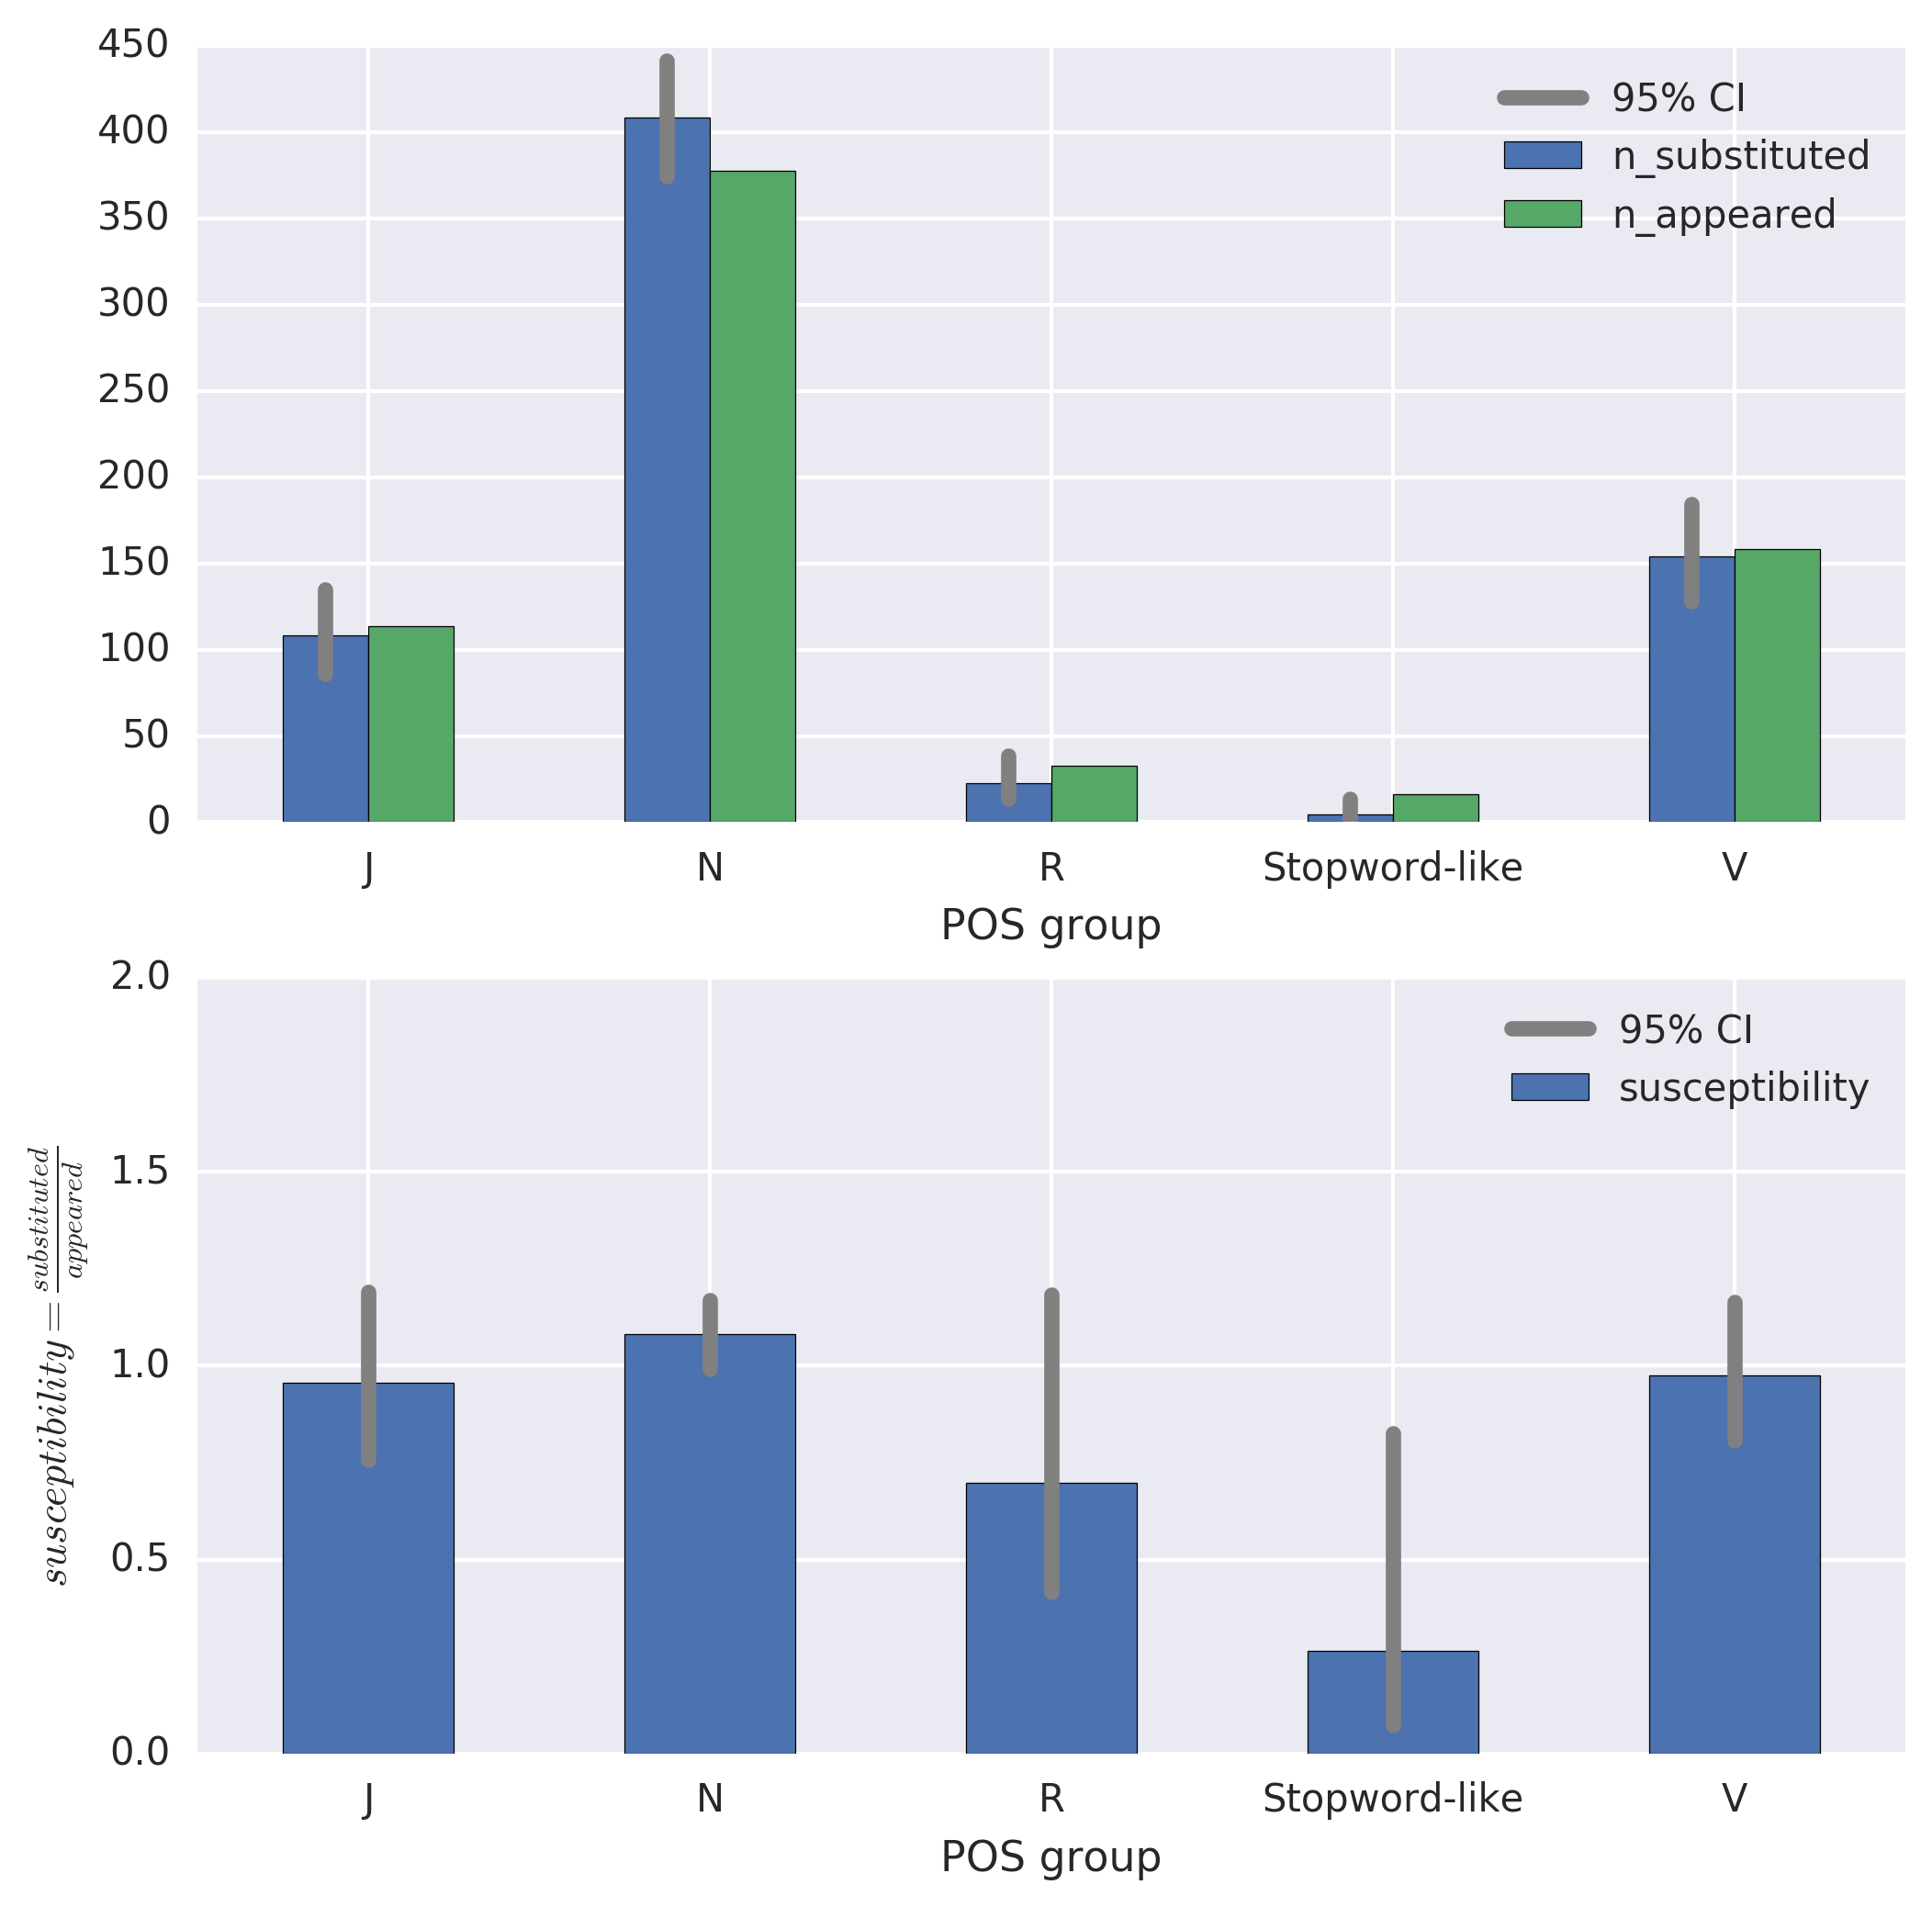 450
400
350
300
250
200
150
100
50
0
95% CI
n_substituted
n_appeared
J N R Stopword-like V
POS group
2.0
1.5
1.0
0.5
0.0
susceptibility = substituted / appeared
95% CI
susceptibility
J N R Stopword-like V
POS group